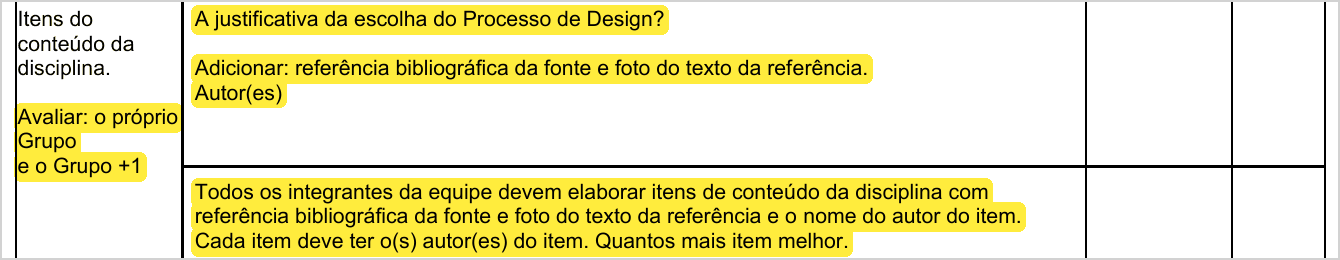 Itens do
conteúdo da
disciplina.
Avaliar: o próprio
Grupo
e o Grupo +1
A justificativa da escolha do Processo de Design?
Adicionar: referência bibliográfica da fonte e foto do texto da referência.
Autor(es)
Todos os integrantes da equipe devem elaborar itens de conteúdo da disciplina com
referência bibliográfica da fonte e foto do texto da referência e o nome do autor do item.
Cada item deve ter o(s) autor(es) do item. Quantos mais item melhor.